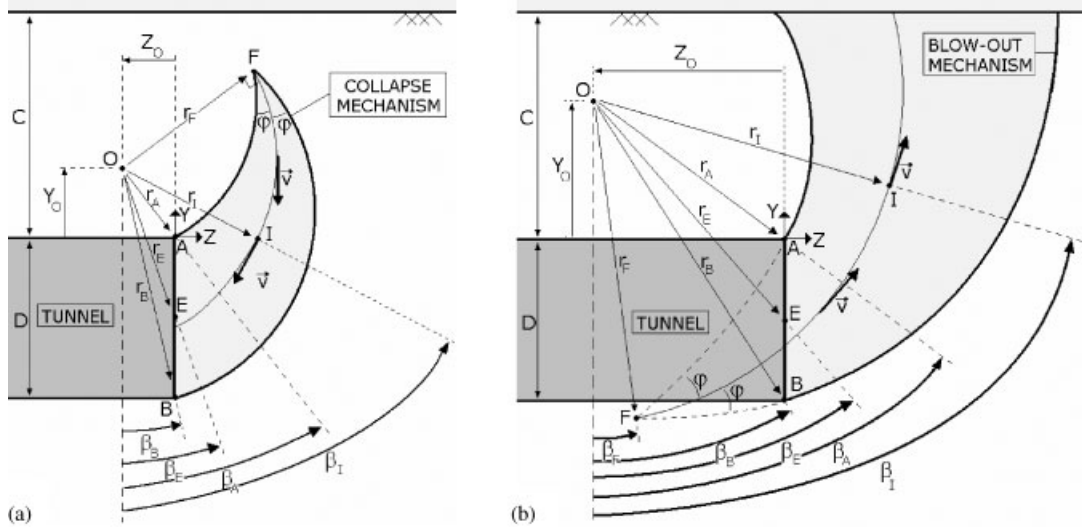 Z_O
F
COLLAPSE
MECHANISM
C
r_F
φ φ
O
v⃗
Y_O
r_A
r_I
Y
Z
A
I
r_E
v⃗
r_B
D
TUNNEL
E
B
β_B
β_E
β_A
β_I
(a)
BLOW-OUT
MECHANISM
Z_O
C
O
r_I
v⃗
I
Y_O
r_A
r_E
Y
Z
A
r_F
r_B
D
TUNNEL
E
v⃗
B
φ
φ
F
β_F
β_B
β_E
β_A
β_I
(b)